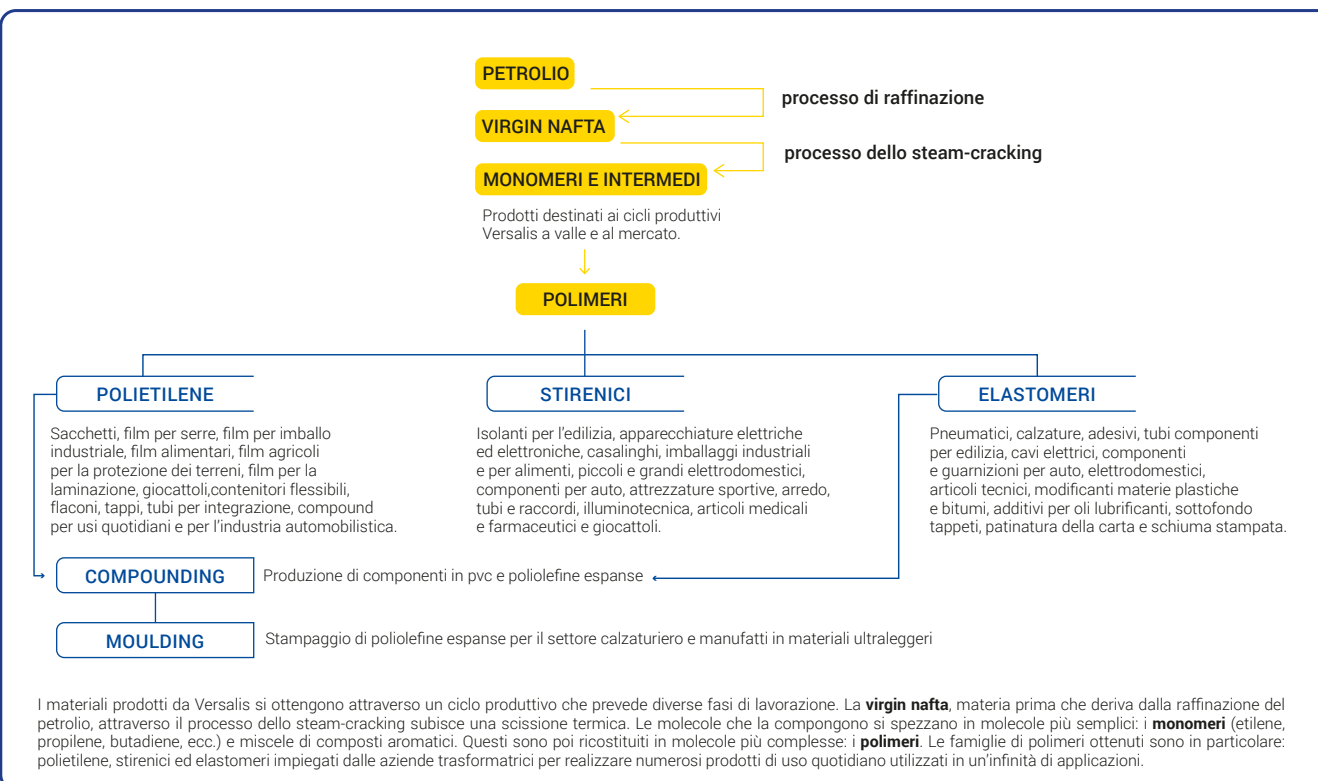 PETROLIO
processo di raffinazione
VIRGIN NAFTA
processo dello steam-cracking
MONOMERI E INTERMEDI
Prodotti destinati ai cicli produttivi
Versalis a valle e al mercato.
POLIMERI
POLIETILENE
Sacchetti, film per serre, film per imballo
industriale, film alimentari, film agricoli
per la protezione dei terreni, film per la
laminazione, giocattoli,contenitori flessibili,
flaconi, tappi, tubi per integrazione, compound
per usi quotidiani e per l'industria automobilistica.
STIRENICI
Isolanti per l'edilizia, apparecchiature elettriche
ed elettroniche, casalinghi, imballaggi industriali
e per alimenti, piccoli e grandi elettrodomestici,
componenti per auto, attrezzature sportive, arredo,
tubi e raccordi, illuminotecnica, articoli medicali
e farmaceutici e giocattoli.
ELASTOMERI
Pneumatici, calzature, adesivi, tubi componenti
per edilizia, cavi elettrici, componenti
e guarnizioni per auto, elettrodomestici,
articoli tecnici, modificanti materie plastiche
e bitumi, additivi per oli lubrificanti, sottofondo
tappeti, patinatura della carta e schiuma stampata.
COMPOUNDING
Produzione di componenti in pvc e poliolefine espanse
MOULDING
Stampaggio di poliolefine espanse per il settore calzaturiero e manufatti in materiali ultraleggeri
I materiali prodotti da Versalis si ottengono attraverso un ciclo produttivo che prevede diverse fasi di lavorazione. La virgin nafta, materia prima che deriva dalla raffinazione del
petrolio, attraverso il processo dello steam-cracking subisce una scissione termica. Le molecole che la compongono si spezzano in molecole più semplici: i monomeri (etilene,
propilene, butadiene, ecc.) e miscele di composti aromatici. Questi sono poi ricostituiti in molecole più complesse: i polimeri. Le famiglie di polimeri ottenuti sono in particolare:
polietilene, stirenici ed elastomeri impiegati dalle aziende trasformatrici per realizzare numerosi prodotti di uso quotidiano utilizzati in un'infinità di applicazioni.